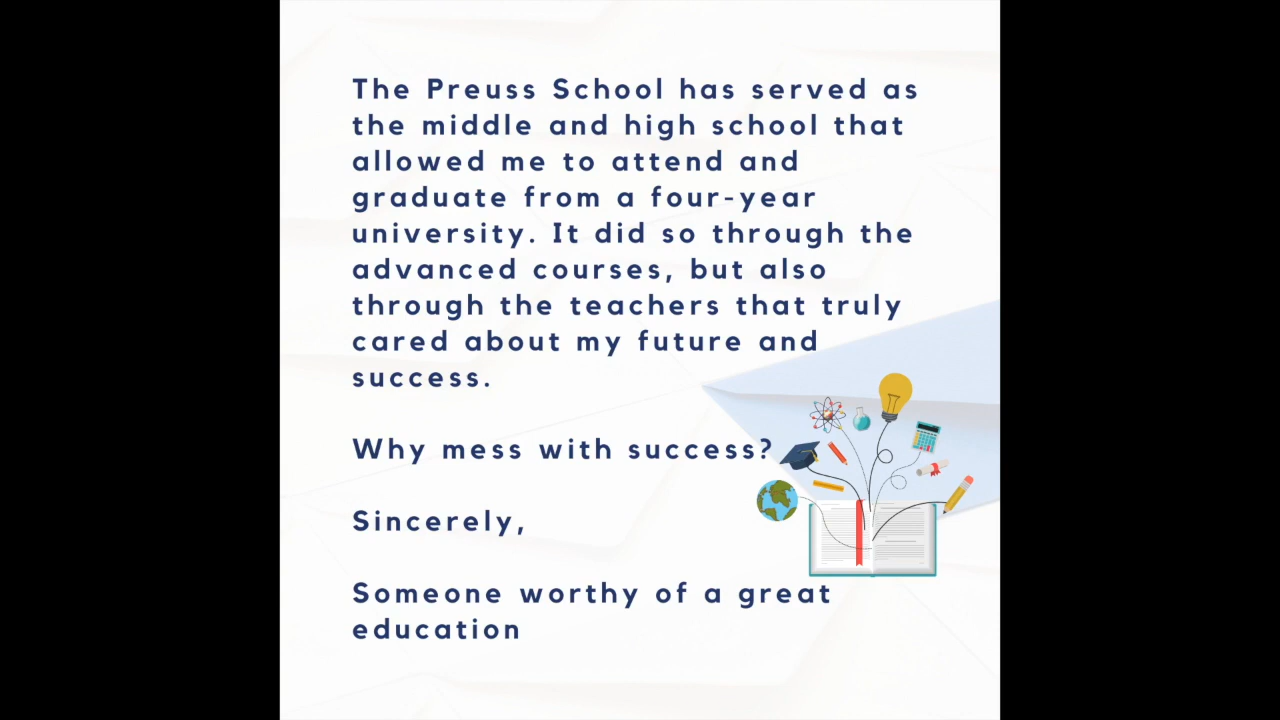 The Preuss School has served as
the middle and high school that
allowed me to attend and
graduate from a four-year
university. It did so through the
advanced courses, but also
through the teachers that truly
cared about my future and
success.
Why mess with success?
Sincerely,
Someone worthy of a great
education